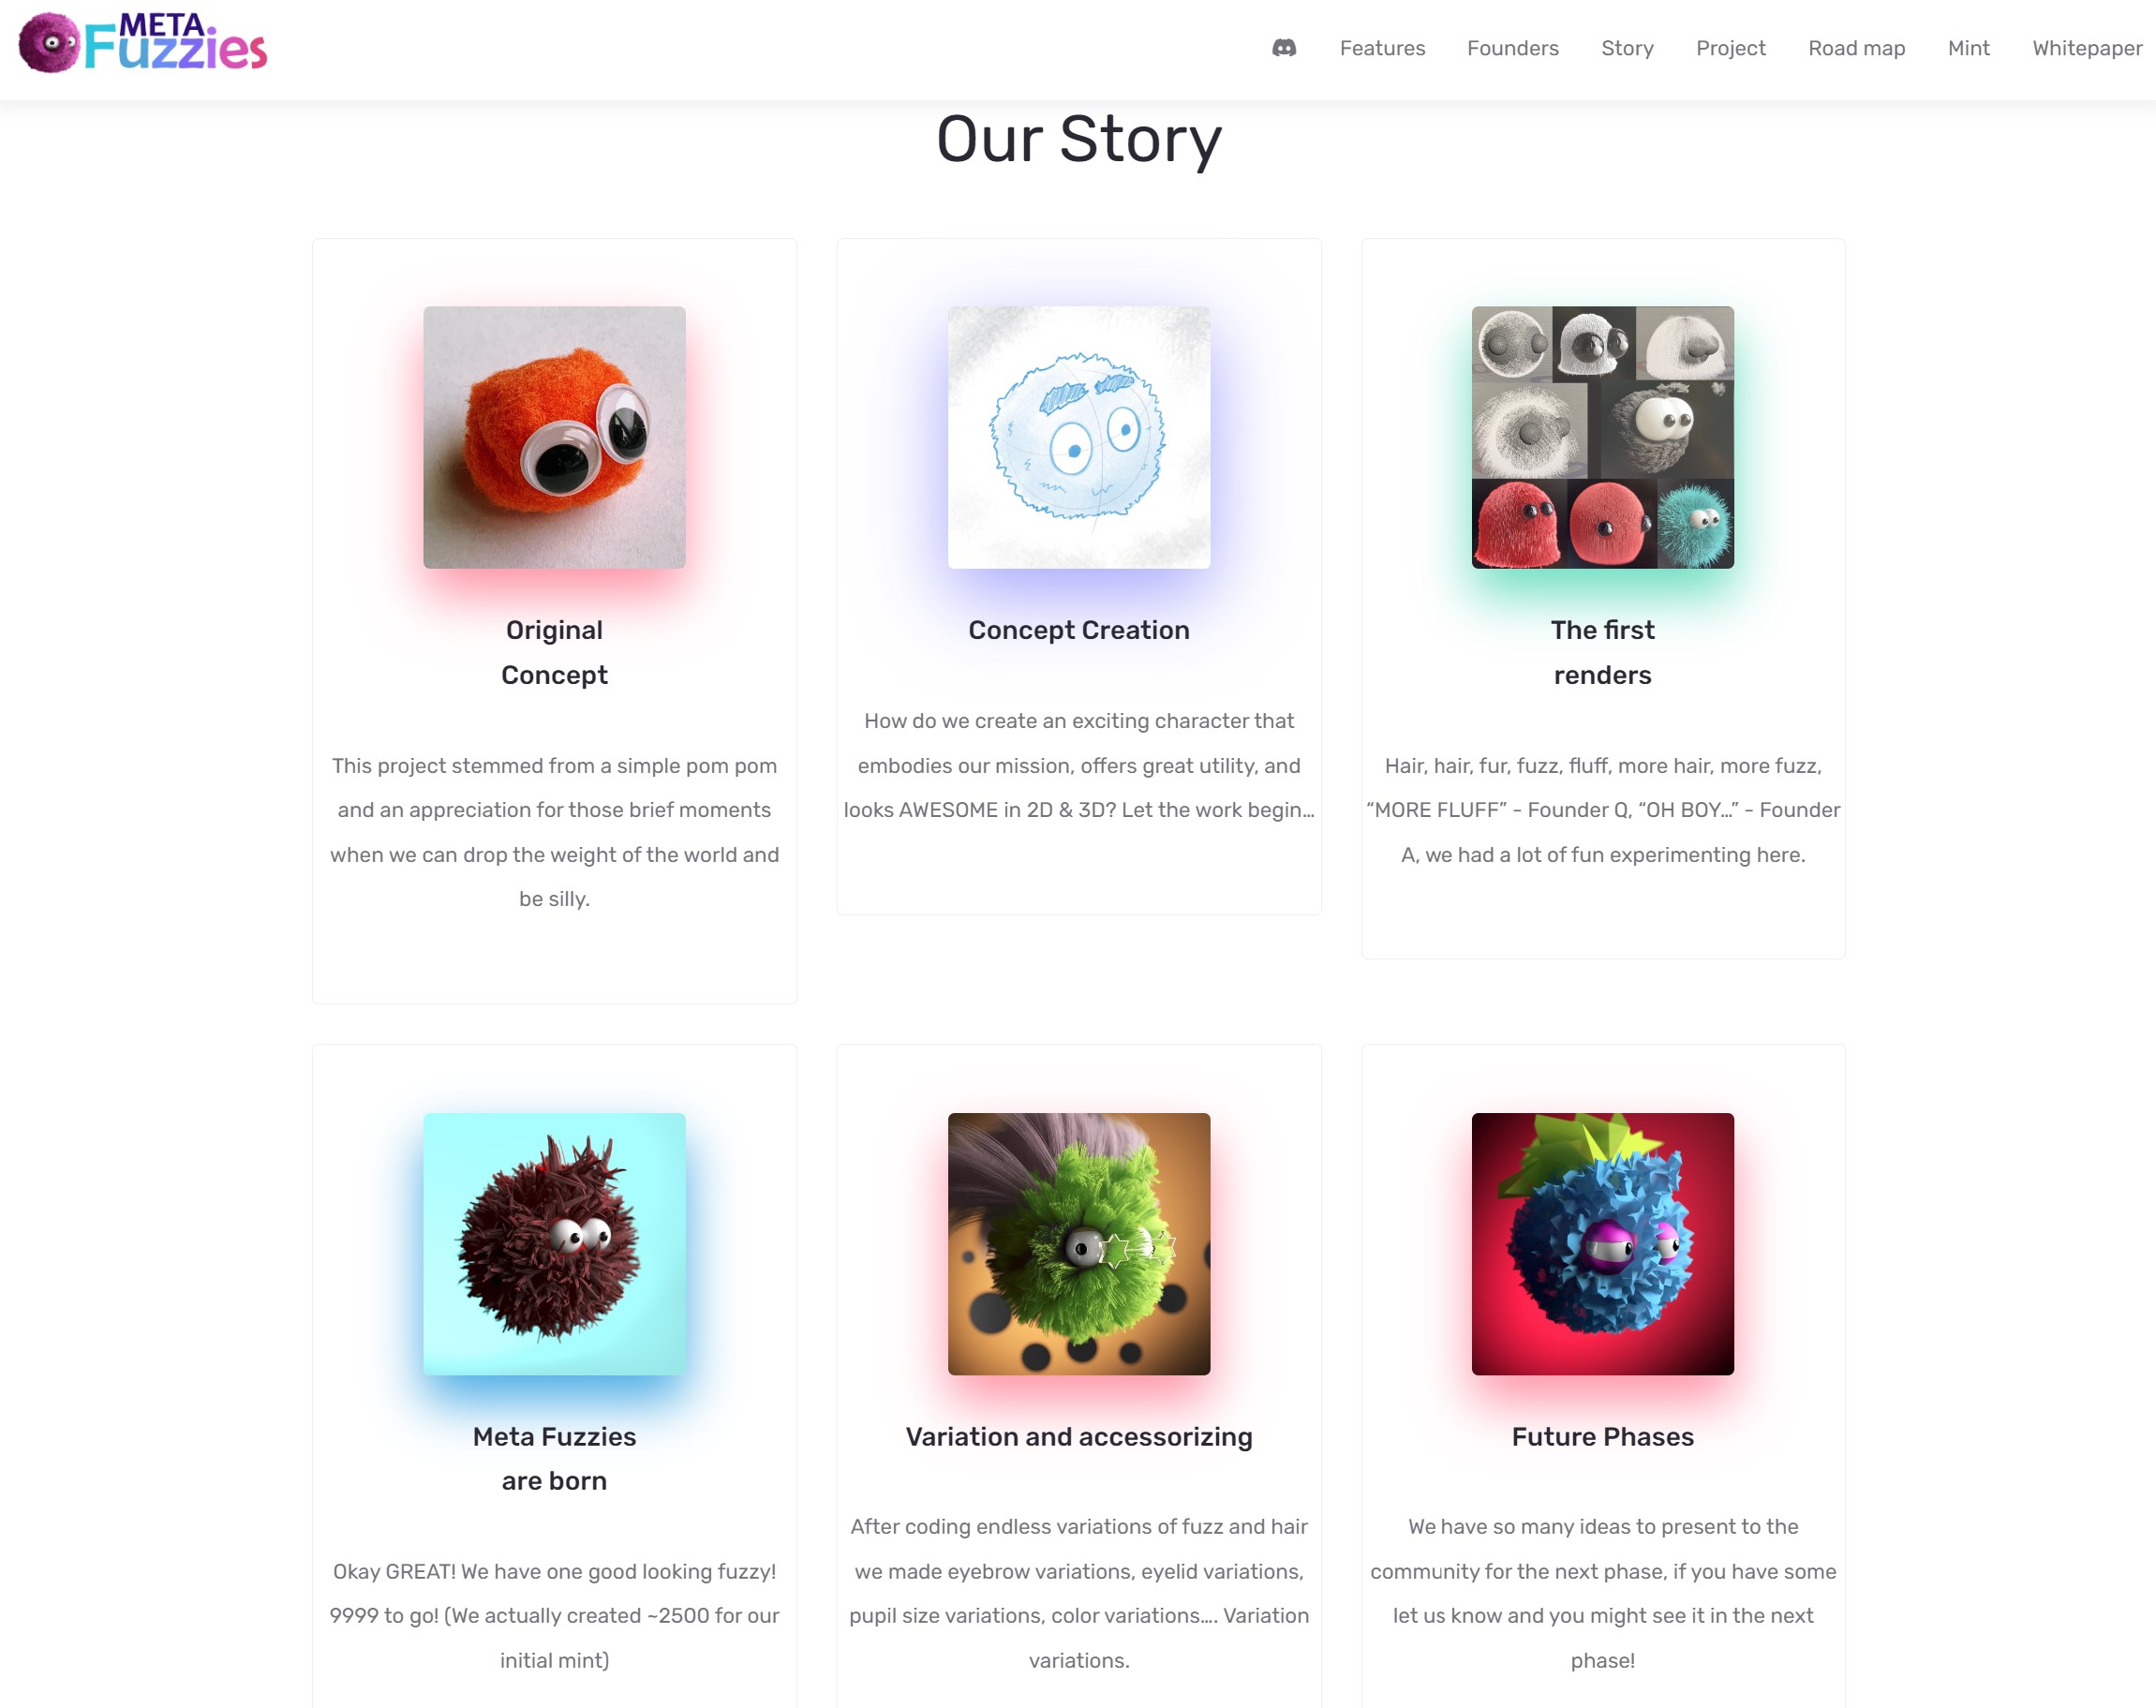 META
Fuzzies
Features
Founders
Story
Project
Road map
Mint
Whitepaper
Our Story
Original
Concept
This project stemmed from a simple pom pom
and an appreciation for those brief moments
when we can drop the weight of the world and
be silly.
Concept Creation
How do we create an exciting character that
embodies our mission, offers great utility, and
looks AWESOME in 2D & 3D? Let the work begin...
The first
renders
Hair, hair, fur, fuzz, fluff, more hair, more fuzz,
“MORE FLUFF” - Founder Q, “OH BOY...” - Founder
A, we had a lot of fun experimenting here.
Meta Fuzzies
are born
Okay GREAT! We have one good looking fuzzy!
9999 to go! (We actually created ~2500 for our
initial mint)
Variation and accessorizing
After coding endless variations of fuzz and hair
we made eyebrow variations, eyelid variations,
pupil size variations, color variations.... Variation
variations.
Future Phases
We have so many ideas to present to the
community for the next phase, if you have some
let us know and you might see it in the next
phase!